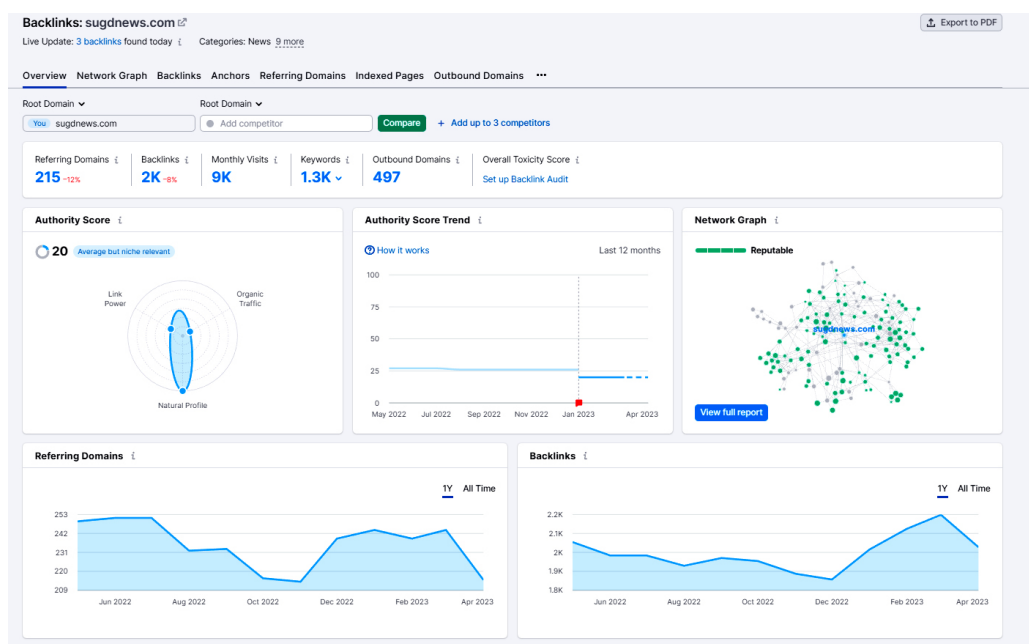 Backlinks: sugdnews.com
Export to PDF
Live Update: 3 backlinks found today i Categories: News 9 more
Overview Network Graph Backlinks Anchors Referring Domains Indexed Pages Outbound Domains •••
Root Domain Root Domain
You sugdnews.com Add competitor Compare + Add up to 3 competitors
Referring Domains i Backlinks i Monthly Visits i Keywords i Outbound Domains i Overall Toxicity Score i
215 -12% 2K -8% 9K 1.3K 497 Set up Backlink Audit
Authority Score i
20 Average but niche relevant
Link Power
Organic Traffic
Natural Profile
Authority Score Trend i
? How it works Last 12 months
100
75
50
25
0
May 2022 Jul 2022 Sep 2022 Nov 2022 Jan 2023 Apr 2023
Network Graph i
Reputable
sugdnews.com
View full report
Referring Domains i
1Y All Time
253
242
231
220
209
Jun 2022 Aug 2022 Oct 2022 Dec 2022 Feb 2023 Apr 2023
Backlinks i
1Y All Time
2.2K
2.1K
2K
1.9K
1.8K
Jun 2022 Aug 2022 Oct 2022 Dec 2022 Feb 2023 Apr 2023